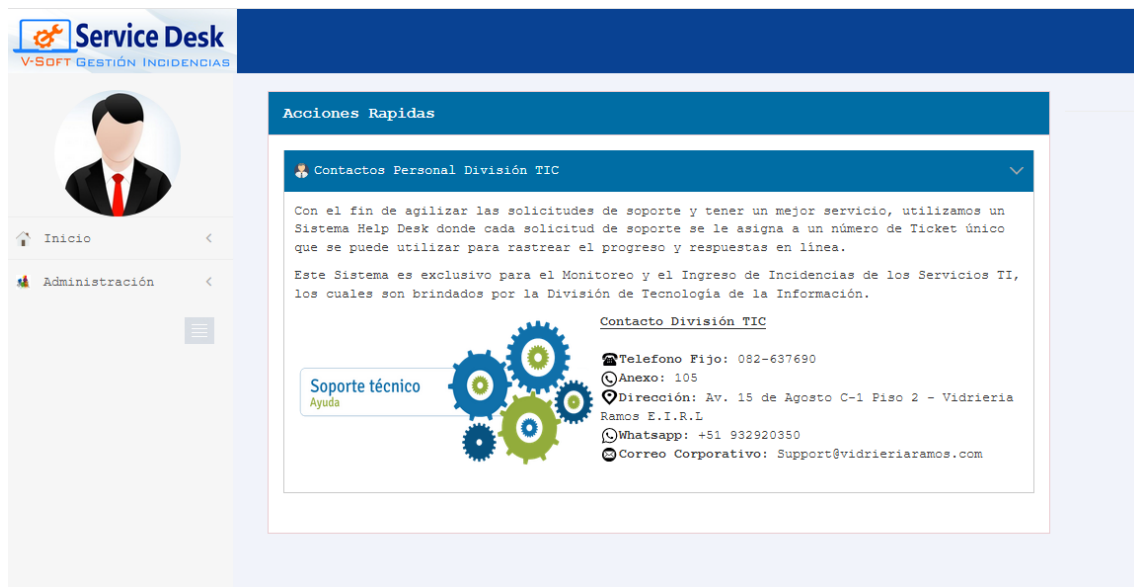 Service Desk
V-SOFT GESTIÓN INCIDENCIAS
Inicio
Administración
Acciones Rapidas
Contactos Personal División TIC
Con el fin de agilizar las solicitudes de soporte y tener un mejor servicio, utilizamos un
Sistema Help Desk donde cada solicitud de soporte se le asigna a un número de Ticket único
que se puede utilizar para rastrear el progreso y respuestas en línea.
Este Sistema es exclusivo para el Monitoreo y el Ingreso de Incidencias de los Servicios TI,
los cuales son brindados por la División de Tecnología de la Información.
Soporte técnico
Ayuda
Contacto División TIC
Telefono Fijo: 082-637690
Anexo: 105
Dirección: Av. 15 de Agosto C-1 Piso 2 - Vidrieria
Ramos E.I.R.L
Whatsapp: +51 932920350
Correo Corporativo: Support@vidrieriaramos.com